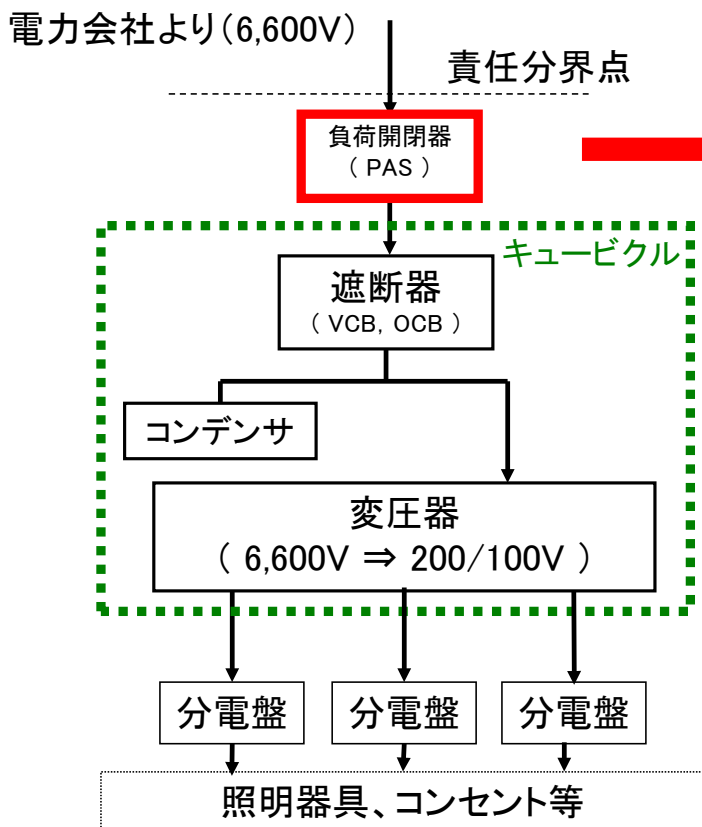 電力会社より(6,600V)
責任分界点
負荷開閉器
( PAS )
キュービクル
遮断器
( VCB, OCB )
コンデンサ
変圧器
( 6,600V ⇒ 200/100V )
分電盤
分電盤
分電盤
照明器具、コンセント等